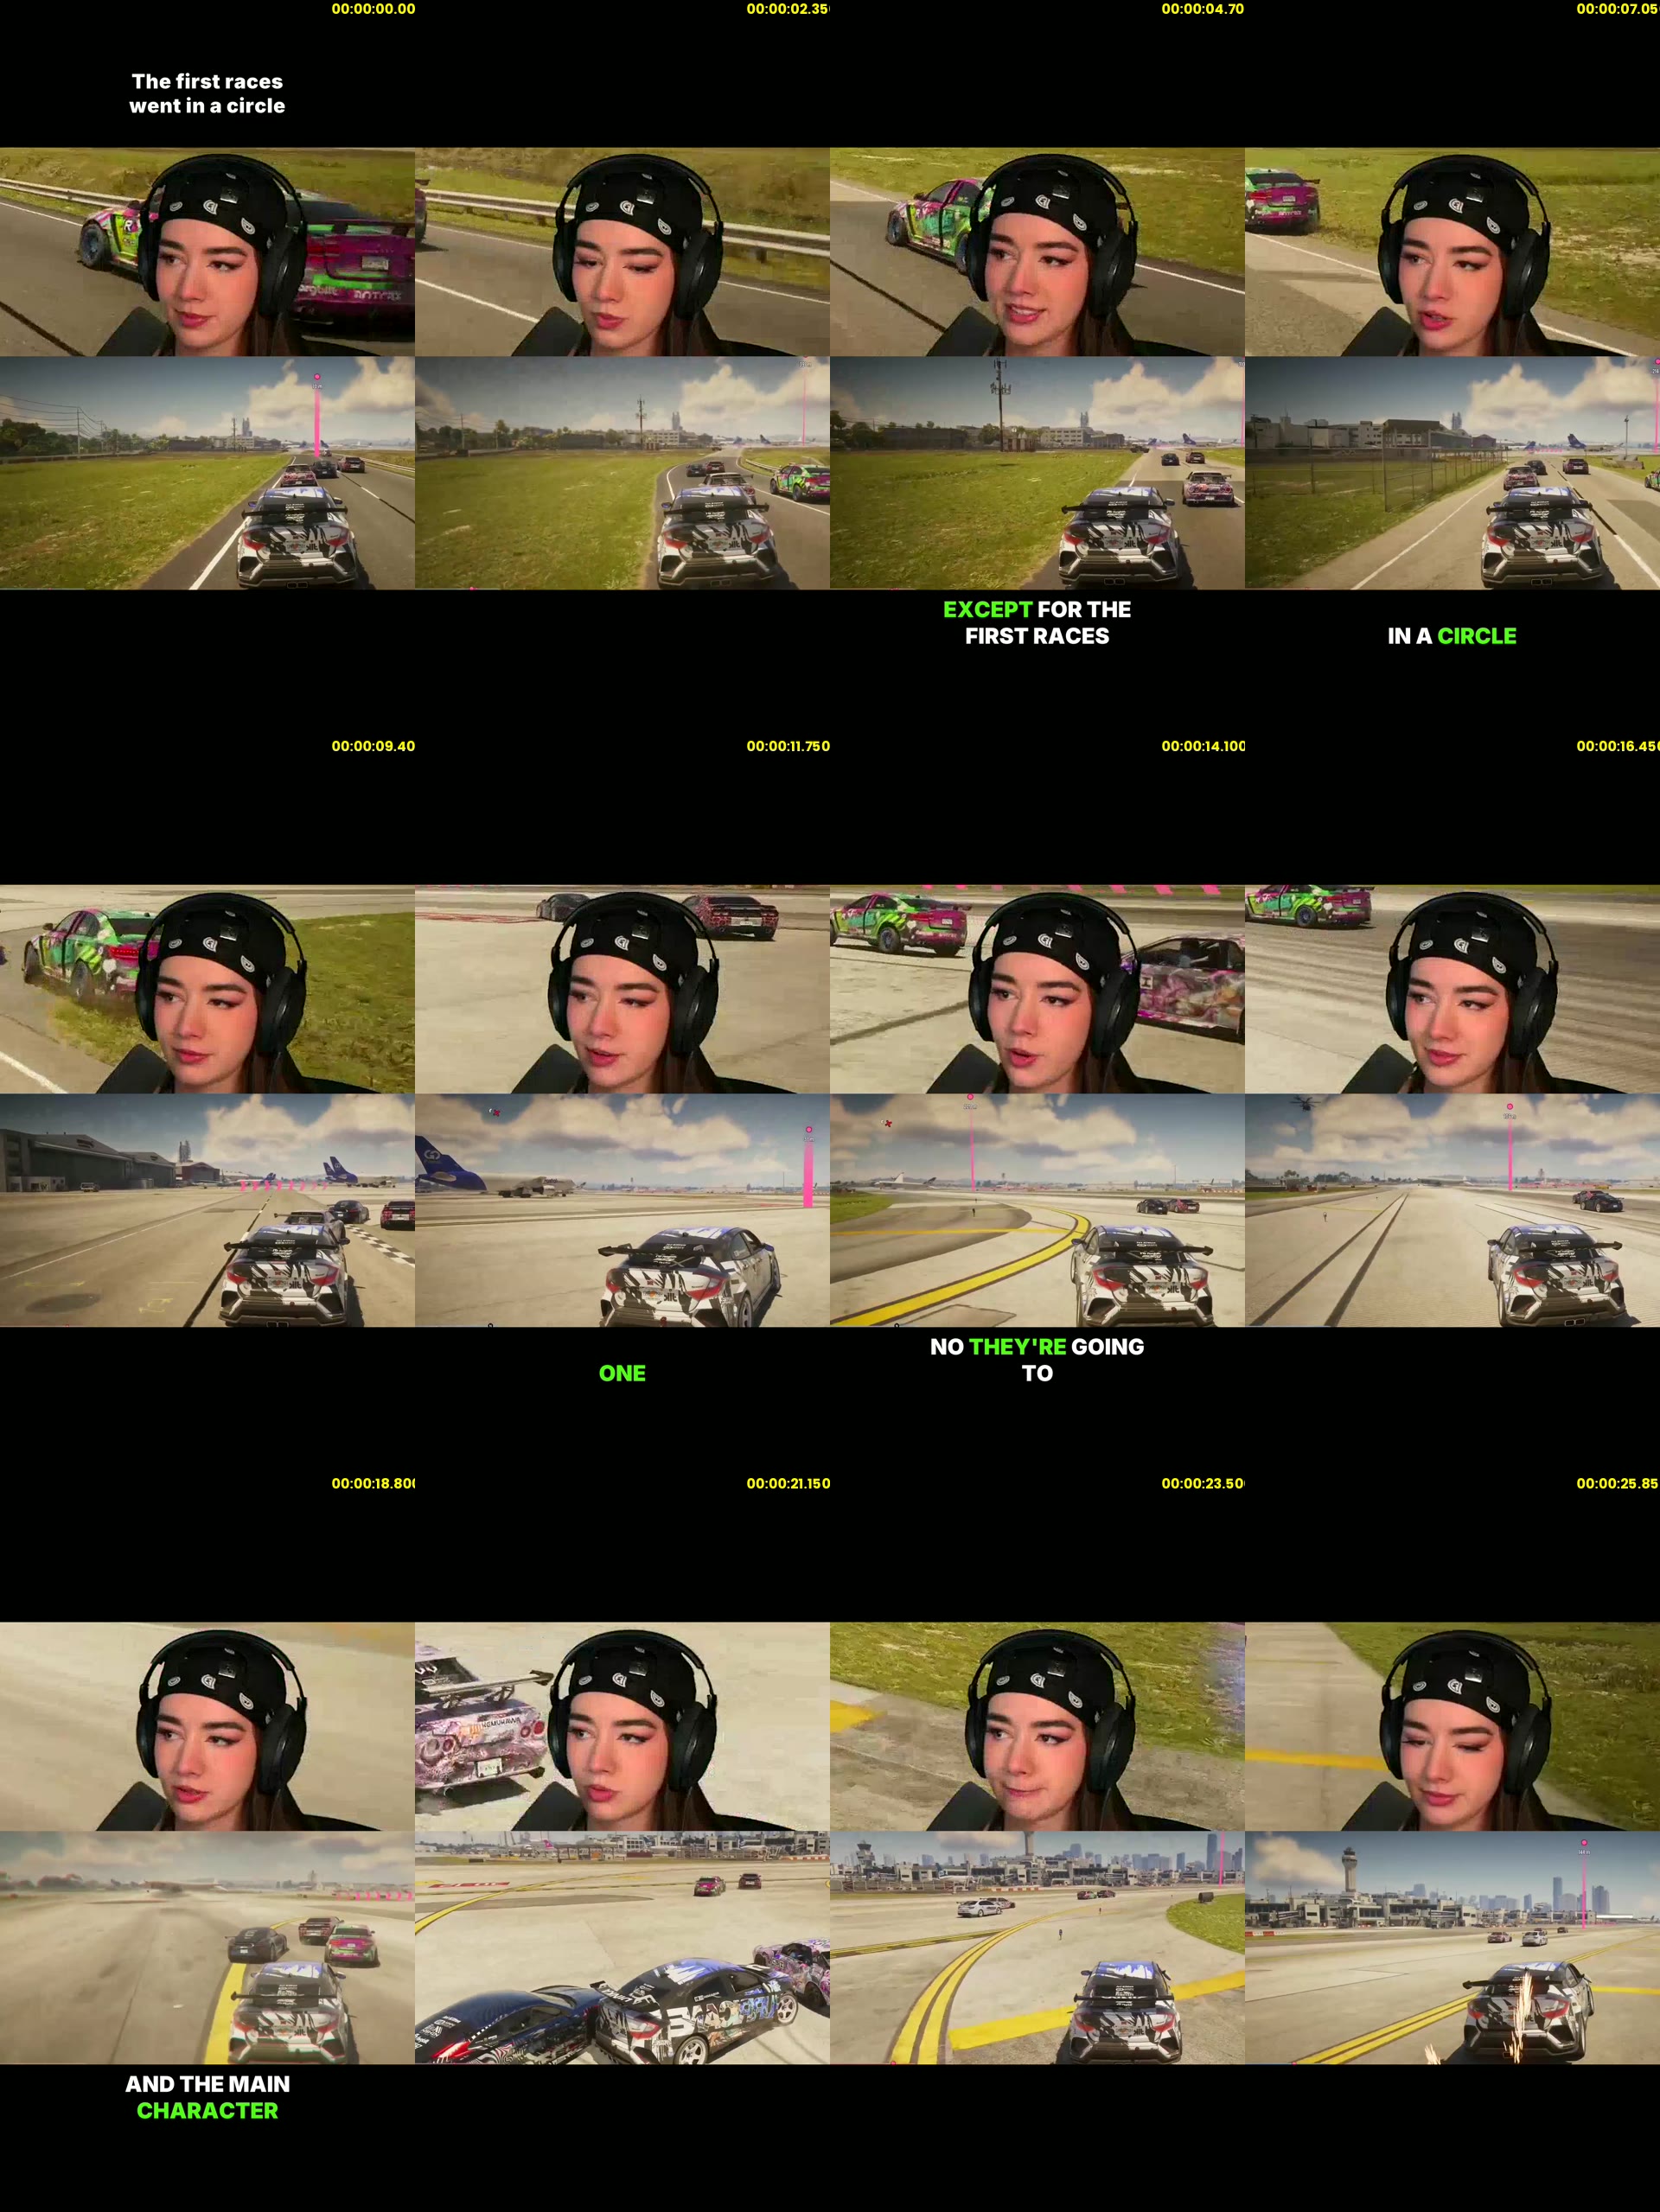 00:00:00.00
00:00:02.35
00:00:04.70
00:00:07.05
The first races
went in a circle
EXCEPT FOR THE
FIRST RACES
IN A CIRCLE
00:00:09.40
00:00:11.750
00:00:14.100
00:00:16.450
ONE
NO THEY'RE GOING
TO
00:00:18.800
00:00:21.150
00:00:23.50
00:00:25.85
AND THE MAIN
CHARACTER